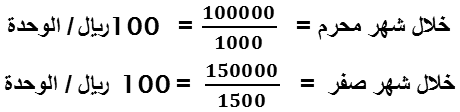 خلال شهر محرم = 100000/1000 = 100ريال / الوحدة
خلال شهر صفر = 150000/1500 = 100 ريال / الوحدة